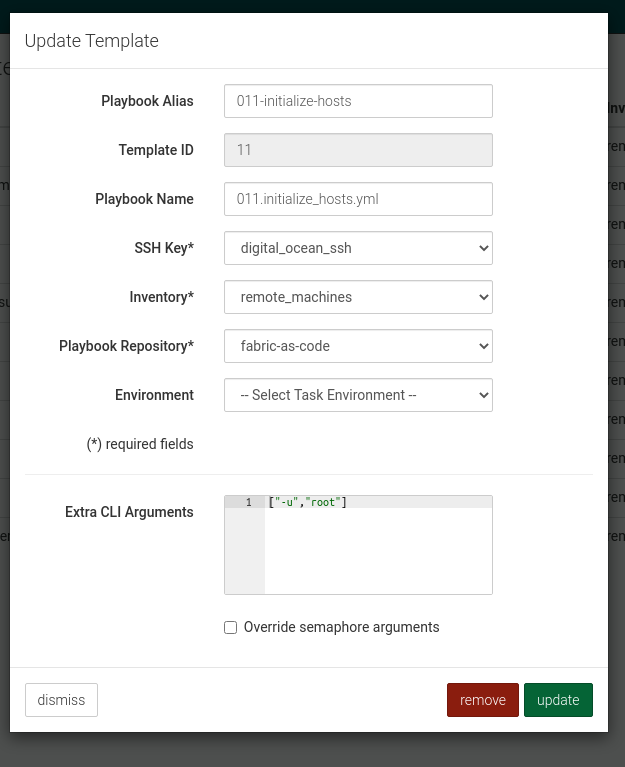 Update Template
Playbook Alias 011-initialize-hosts
Template ID 11
Playbook Name 011.initialize_hosts.yml
SSH Key* digital_ocean_ssh
Inventory* remote_machines
Playbook Repository* fabric-as-code
Environment -- Select Task Environment --
(*) required fields
Extra CLI Arguments 1 ["-u","root"]
Override semaphore arguments
dismiss remove update